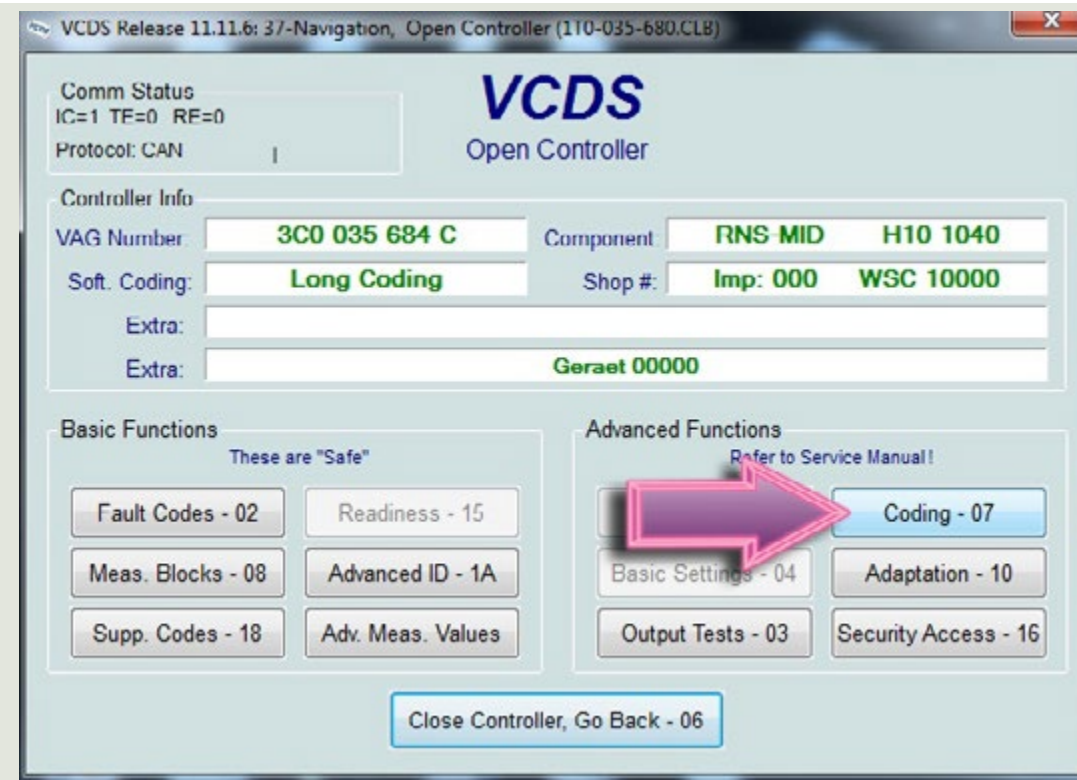 VCDS Release 11.11.6: 37-Navigation, Open Controller (1T0-035-680.CLB)
Comm Status
IC=1 TE=0 RE=0
Protocol: CAN
VCDS
Open Controller
Controller Info
VAG Number: 3C0 035 684 C Component: RNS-MID H10 1040
Soft. Coding: Long Coding Shop #: Imp: 000 WSC 10000
Extra:
Extra: Geraet 00000
Basic Functions
These are "Safe"
Fault Codes - 02 Readiness - 15
Meas. Blocks - 08 Advanced ID - 1A
Supp. Codes - 18 Adv. Meas. Values
Advanced Functions
Refer to Service Manual!
Coding - 07
Basic Settings - 04 Adaptation - 10
Output Tests - 03 Security Access - 16
Close Controller, Go Back - 06